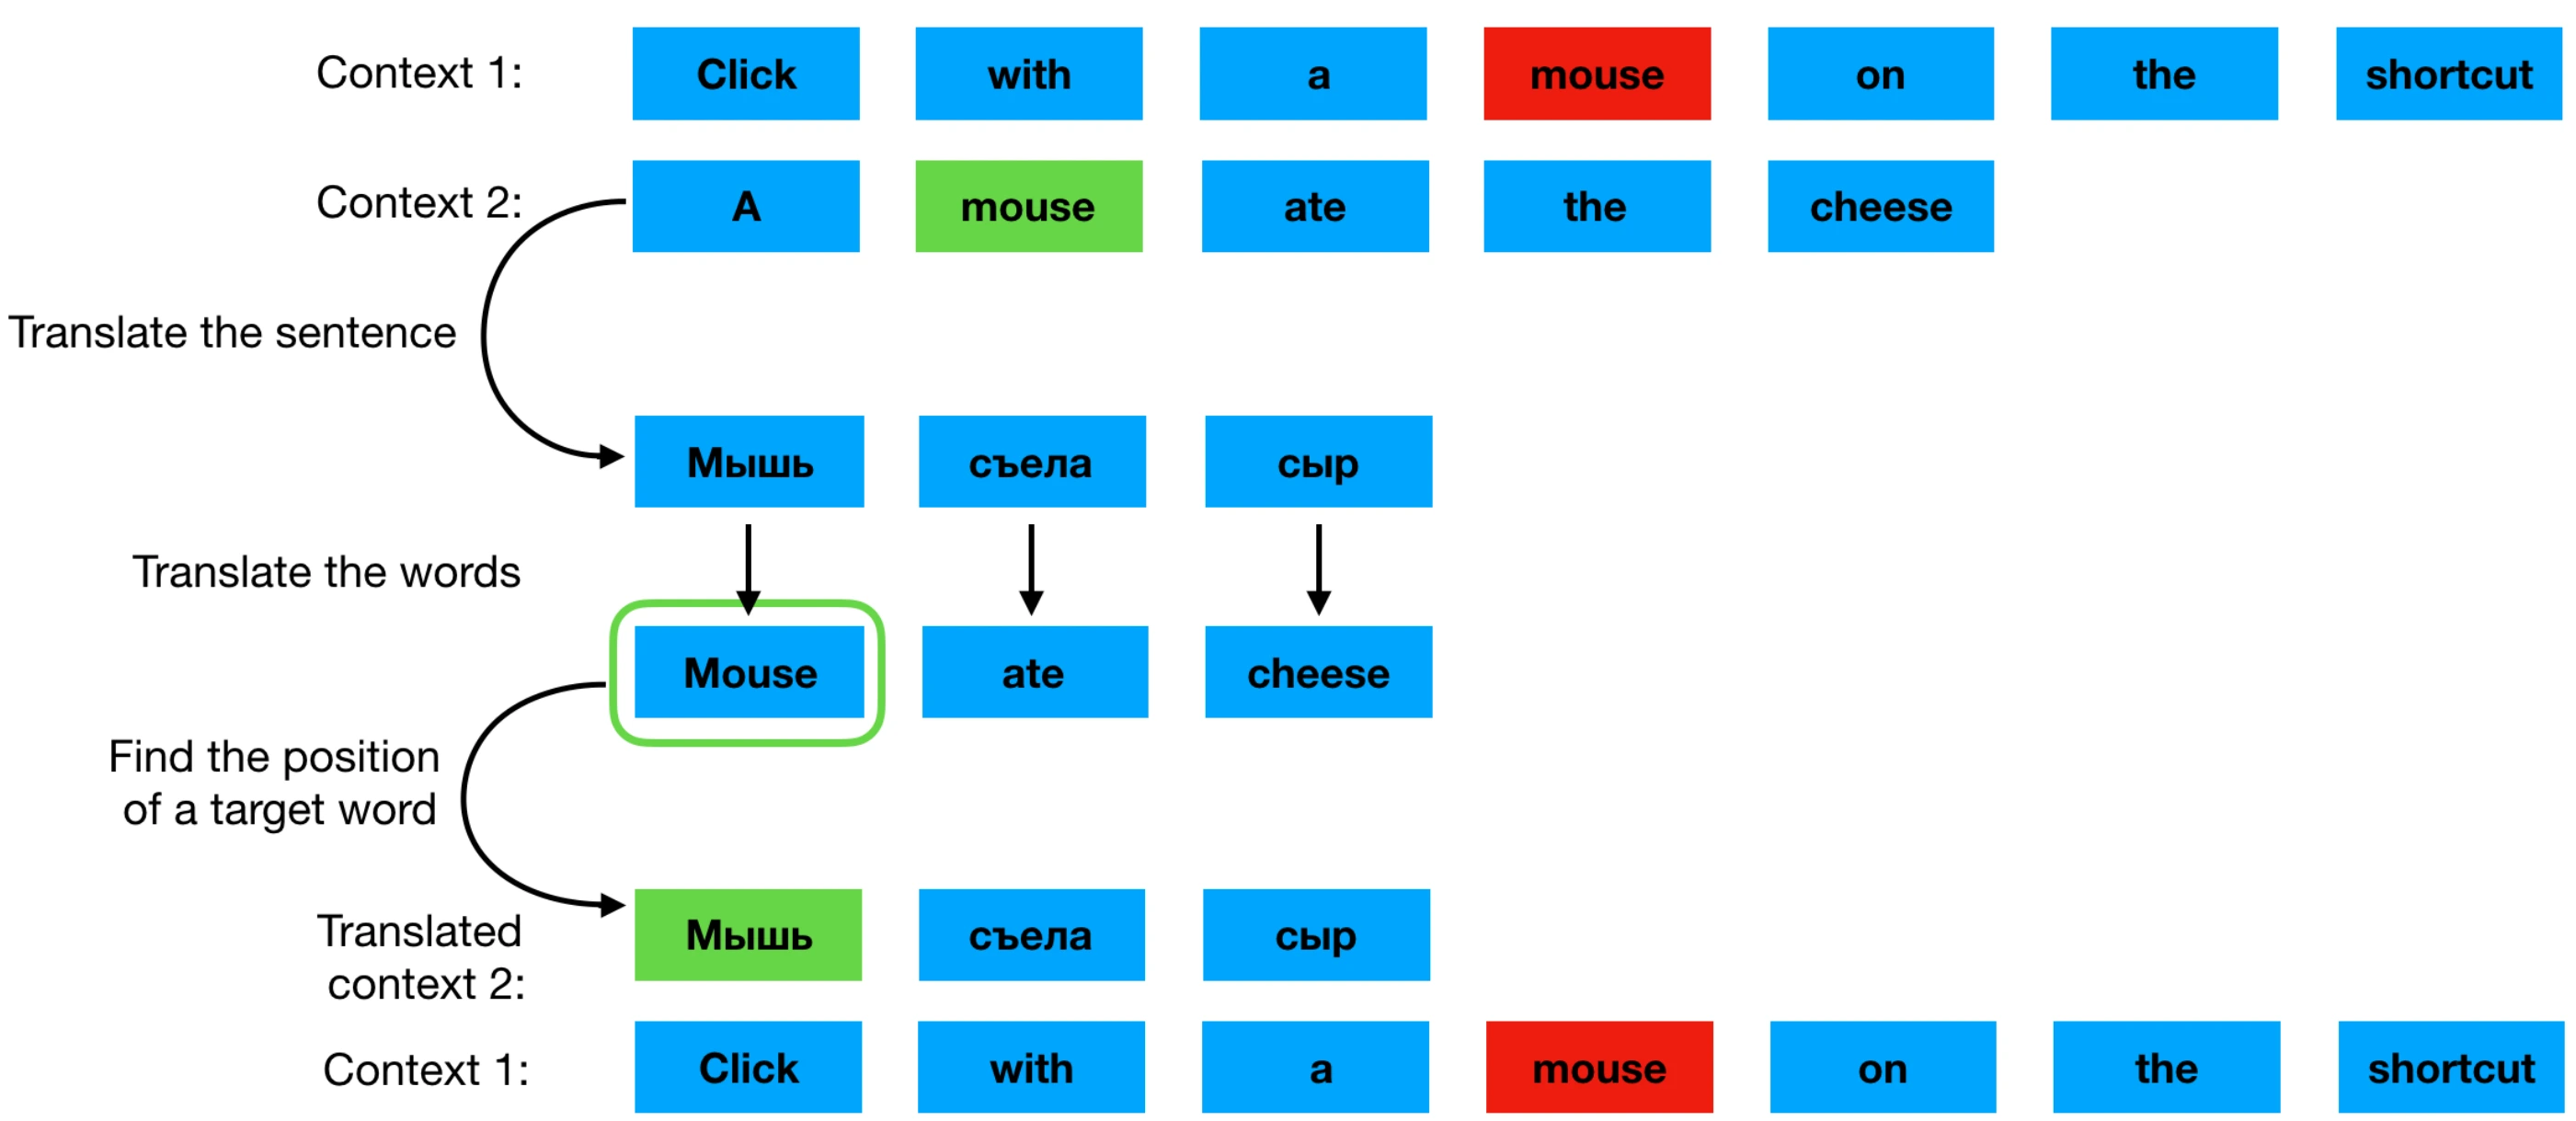 Context 1: Click with a mouse on the shortcut
Context 2: A mouse ate the cheese
Translate the sentence
Мышь съела сыр
Translate the words
Mouse ate cheese
Find the position
of a target word
Translated
context 2:
Мышь съела сыр
Context 1: Click with a mouse on the shortcut